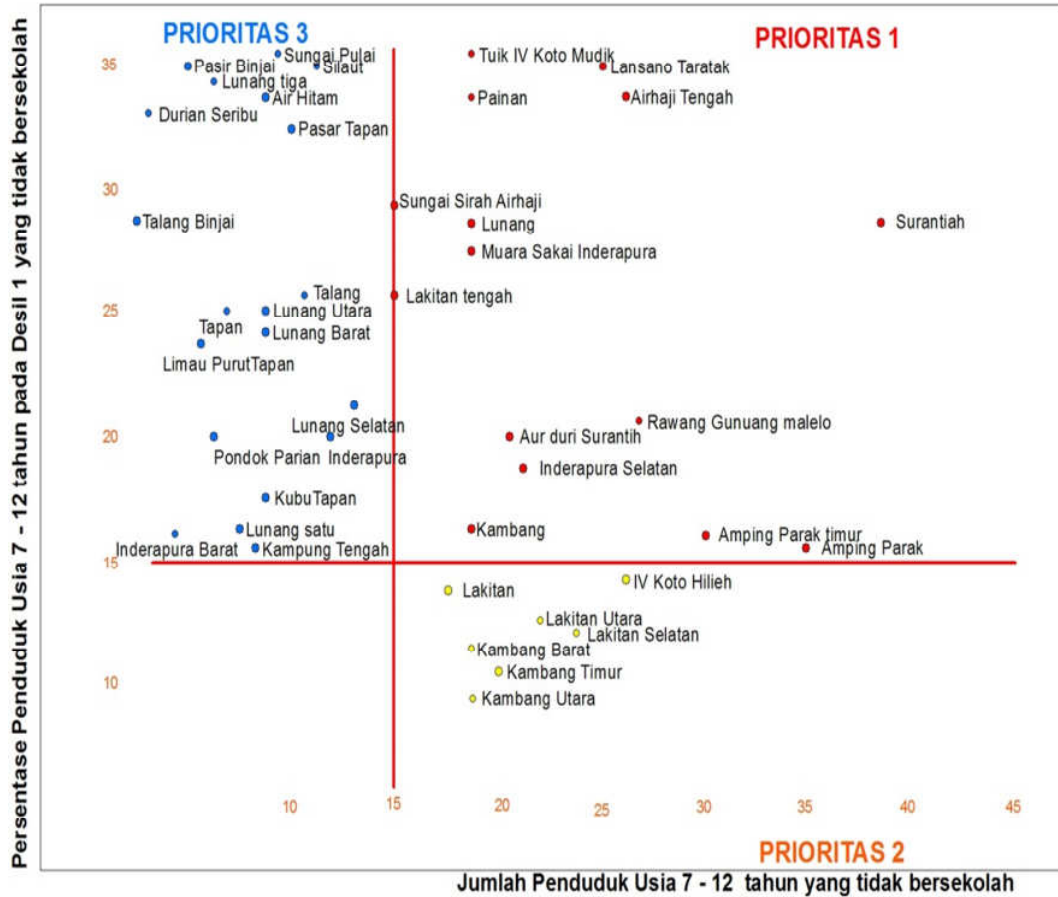 Persentase Penduduk Usia 7 - 12 tahun pada Desil 1 yang tidak bersekolah
PRIORITAS 3
PRIORITAS 1
35
Sungai Pulai
Silaut
Pasir Binjai
Lunang tiga
Air Hitam
Durian Seribu
Pasar Tapan
Tuik IV Koto Mudik
Lansano Taratak
Painan
Airhaji Tengah
30
Sungai Sirah Airhaji
Talang Binjai
Lunang
Surantiah
Muara Sakai Inderapura
25
Talang
Lakitan tengah
Lunang Utara
Tapan
Lunang Barat
Limau PurutTapan
20
Lunang Selatan
Rawang Gunuang malelo
Aur duri Surantih
Pondok Parian Inderapura
Inderapura Selatan
KubuTapan
Lunang satu
Kambang
Amping Parak timur
Inderapura Barat
Kampung Tengah
Amping Parak
15
IV Koto Hilieh
Lakitan
Lakitan Utara
Lakitan Selatan
Kambang Barat
Kambang Timur
10
Kambang Utara
10 15 20 25 30 35 40 45
PRIORITAS 2
Jumlah Penduduk Usia 7 - 12 tahun yang tidak bersekolah